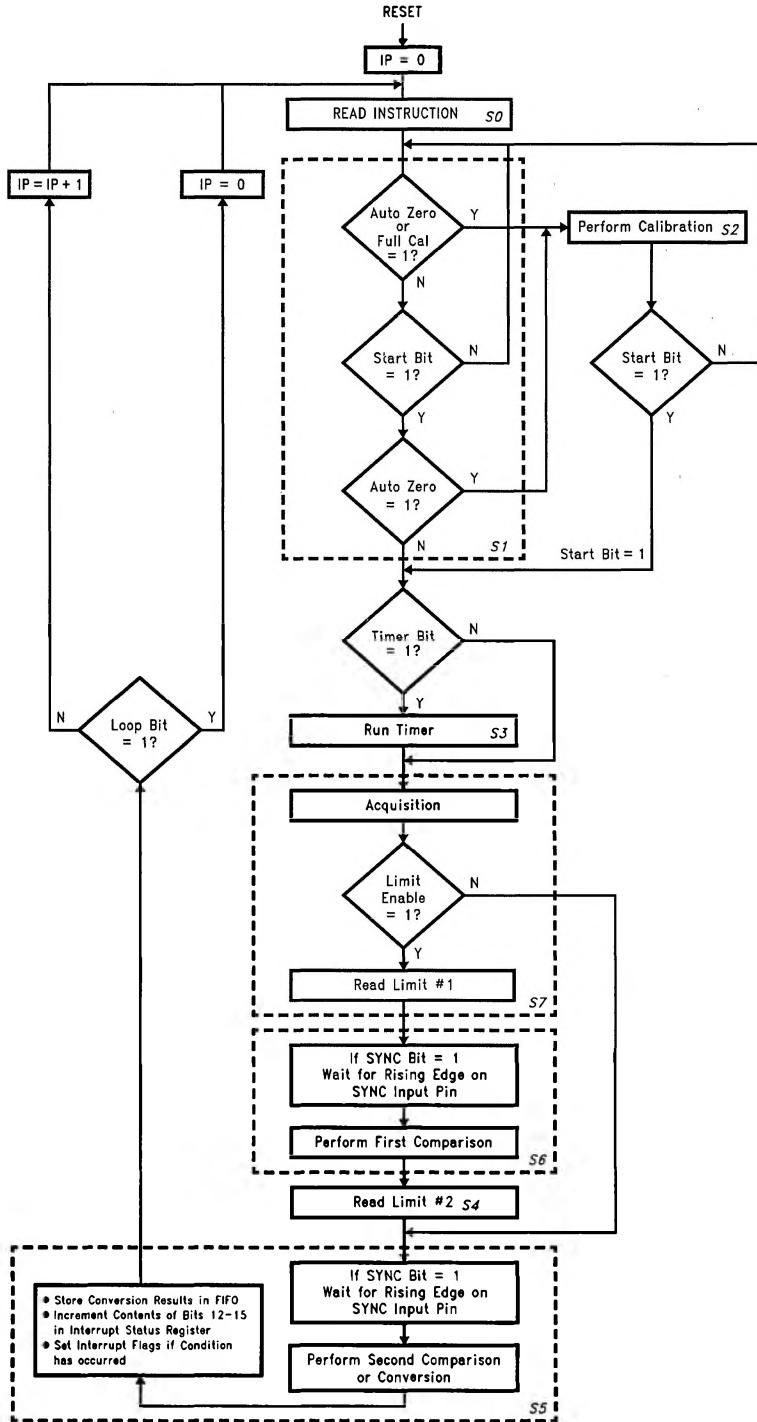 RESET
IP = 0
READ INSTRUCTION S0
IP = IP + 1
IP = 0
Auto Zero
or
Full Cal
= 1?
Y
N
Perform Calibration S2
Start Bit
= 1?
N
Y
Start Bit
= 1?
N
Y
Auto Zero
= 1?
Y
N
S1
Start Bit = 1
Timer Bit
= 1?
N
Y
Run Timer S3
Loop Bit
= 1?
N
Y
Acquisition
Limit
Enable
= 1?
N
Y
Read Limit #1
S7
If SYNC Bit = 1
Wait for Rising Edge on
SYNC Input Pin
Perform First Comparison
S6
Read Limit #2 S4
If SYNC Bit = 1
Wait for Rising Edge on
SYNC Input Pin
Perform Second Comparison
or Conversion
● Store Conversion Results in FIFO
● Increment Contents of Bits 12–15
in Interrupt Status Register
● Set Interrupt Flags if Condition
has occurred
S5